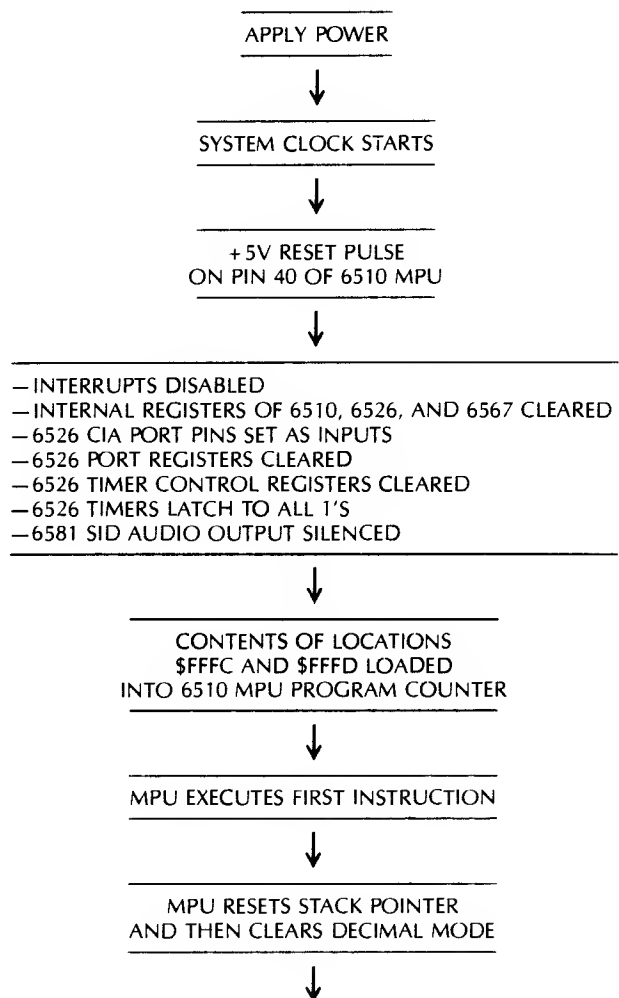 APPLY POWER
SYSTEM CLOCK STARTS
+5V RESET PULSE
ON PIN 40 OF 6510 MPU
—INTERRUPTS DISABLED
—INTERNAL REGISTERS OF 6510, 6526, AND 6567 CLEARED
—6526 CIA PORT PINS SET AS INPUTS
—6526 PORT REGISTERS CLEARED
—6526 TIMER CONTROL REGISTERS CLEARED
—6526 TIMERS LATCH TO ALL 1'S
—6581 SID AUDIO OUTPUT SILENCED
CONTENTS OF LOCATIONS
$FFFC AND $FFFD LOADED
INTO 6510 MPU PROGRAM COUNTER
MPU EXECUTES FIRST INSTRUCTION
MPU RESETS STACK POINTER
AND THEN CLEARS DECIMAL MODE